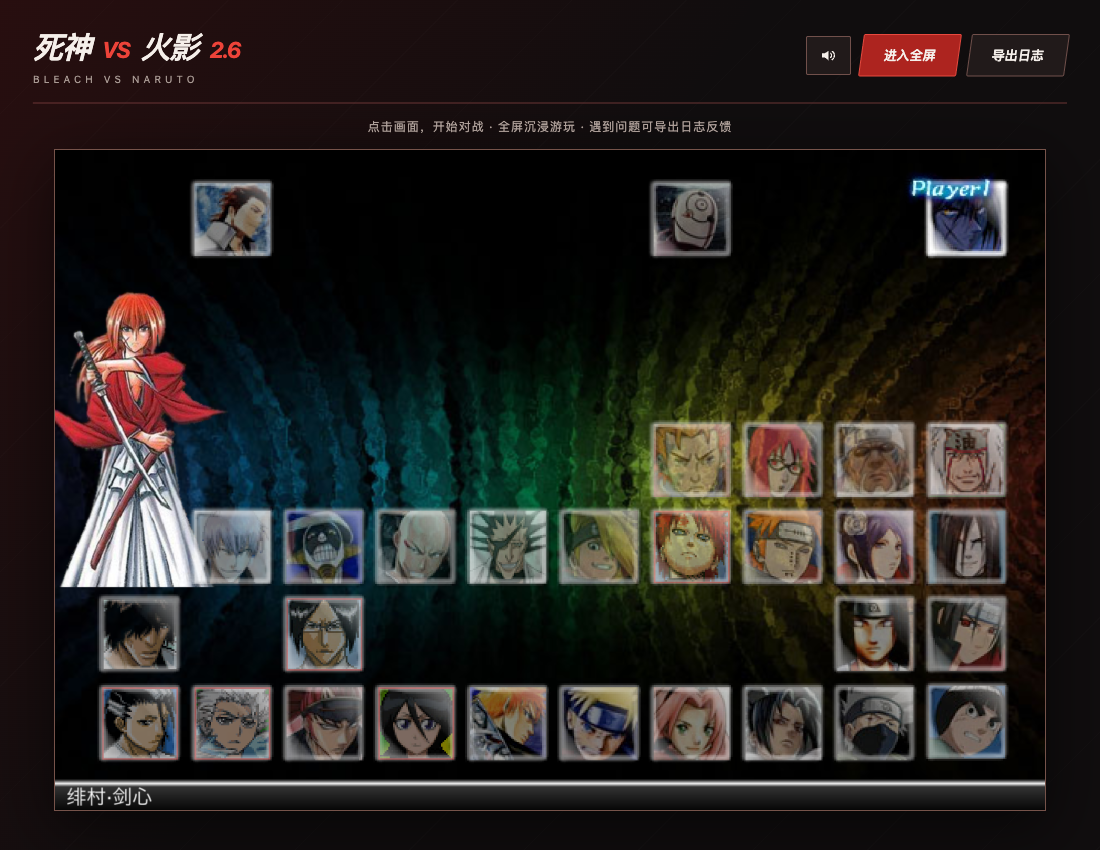 死神 VS 火影 2.6
BLEACH VS NARUTO
进入全屏
导出日志
点击画面，开始对战 · 全屏沉浸游玩 · 遇到问题可导出日志反馈
Player1
绯村·剑心